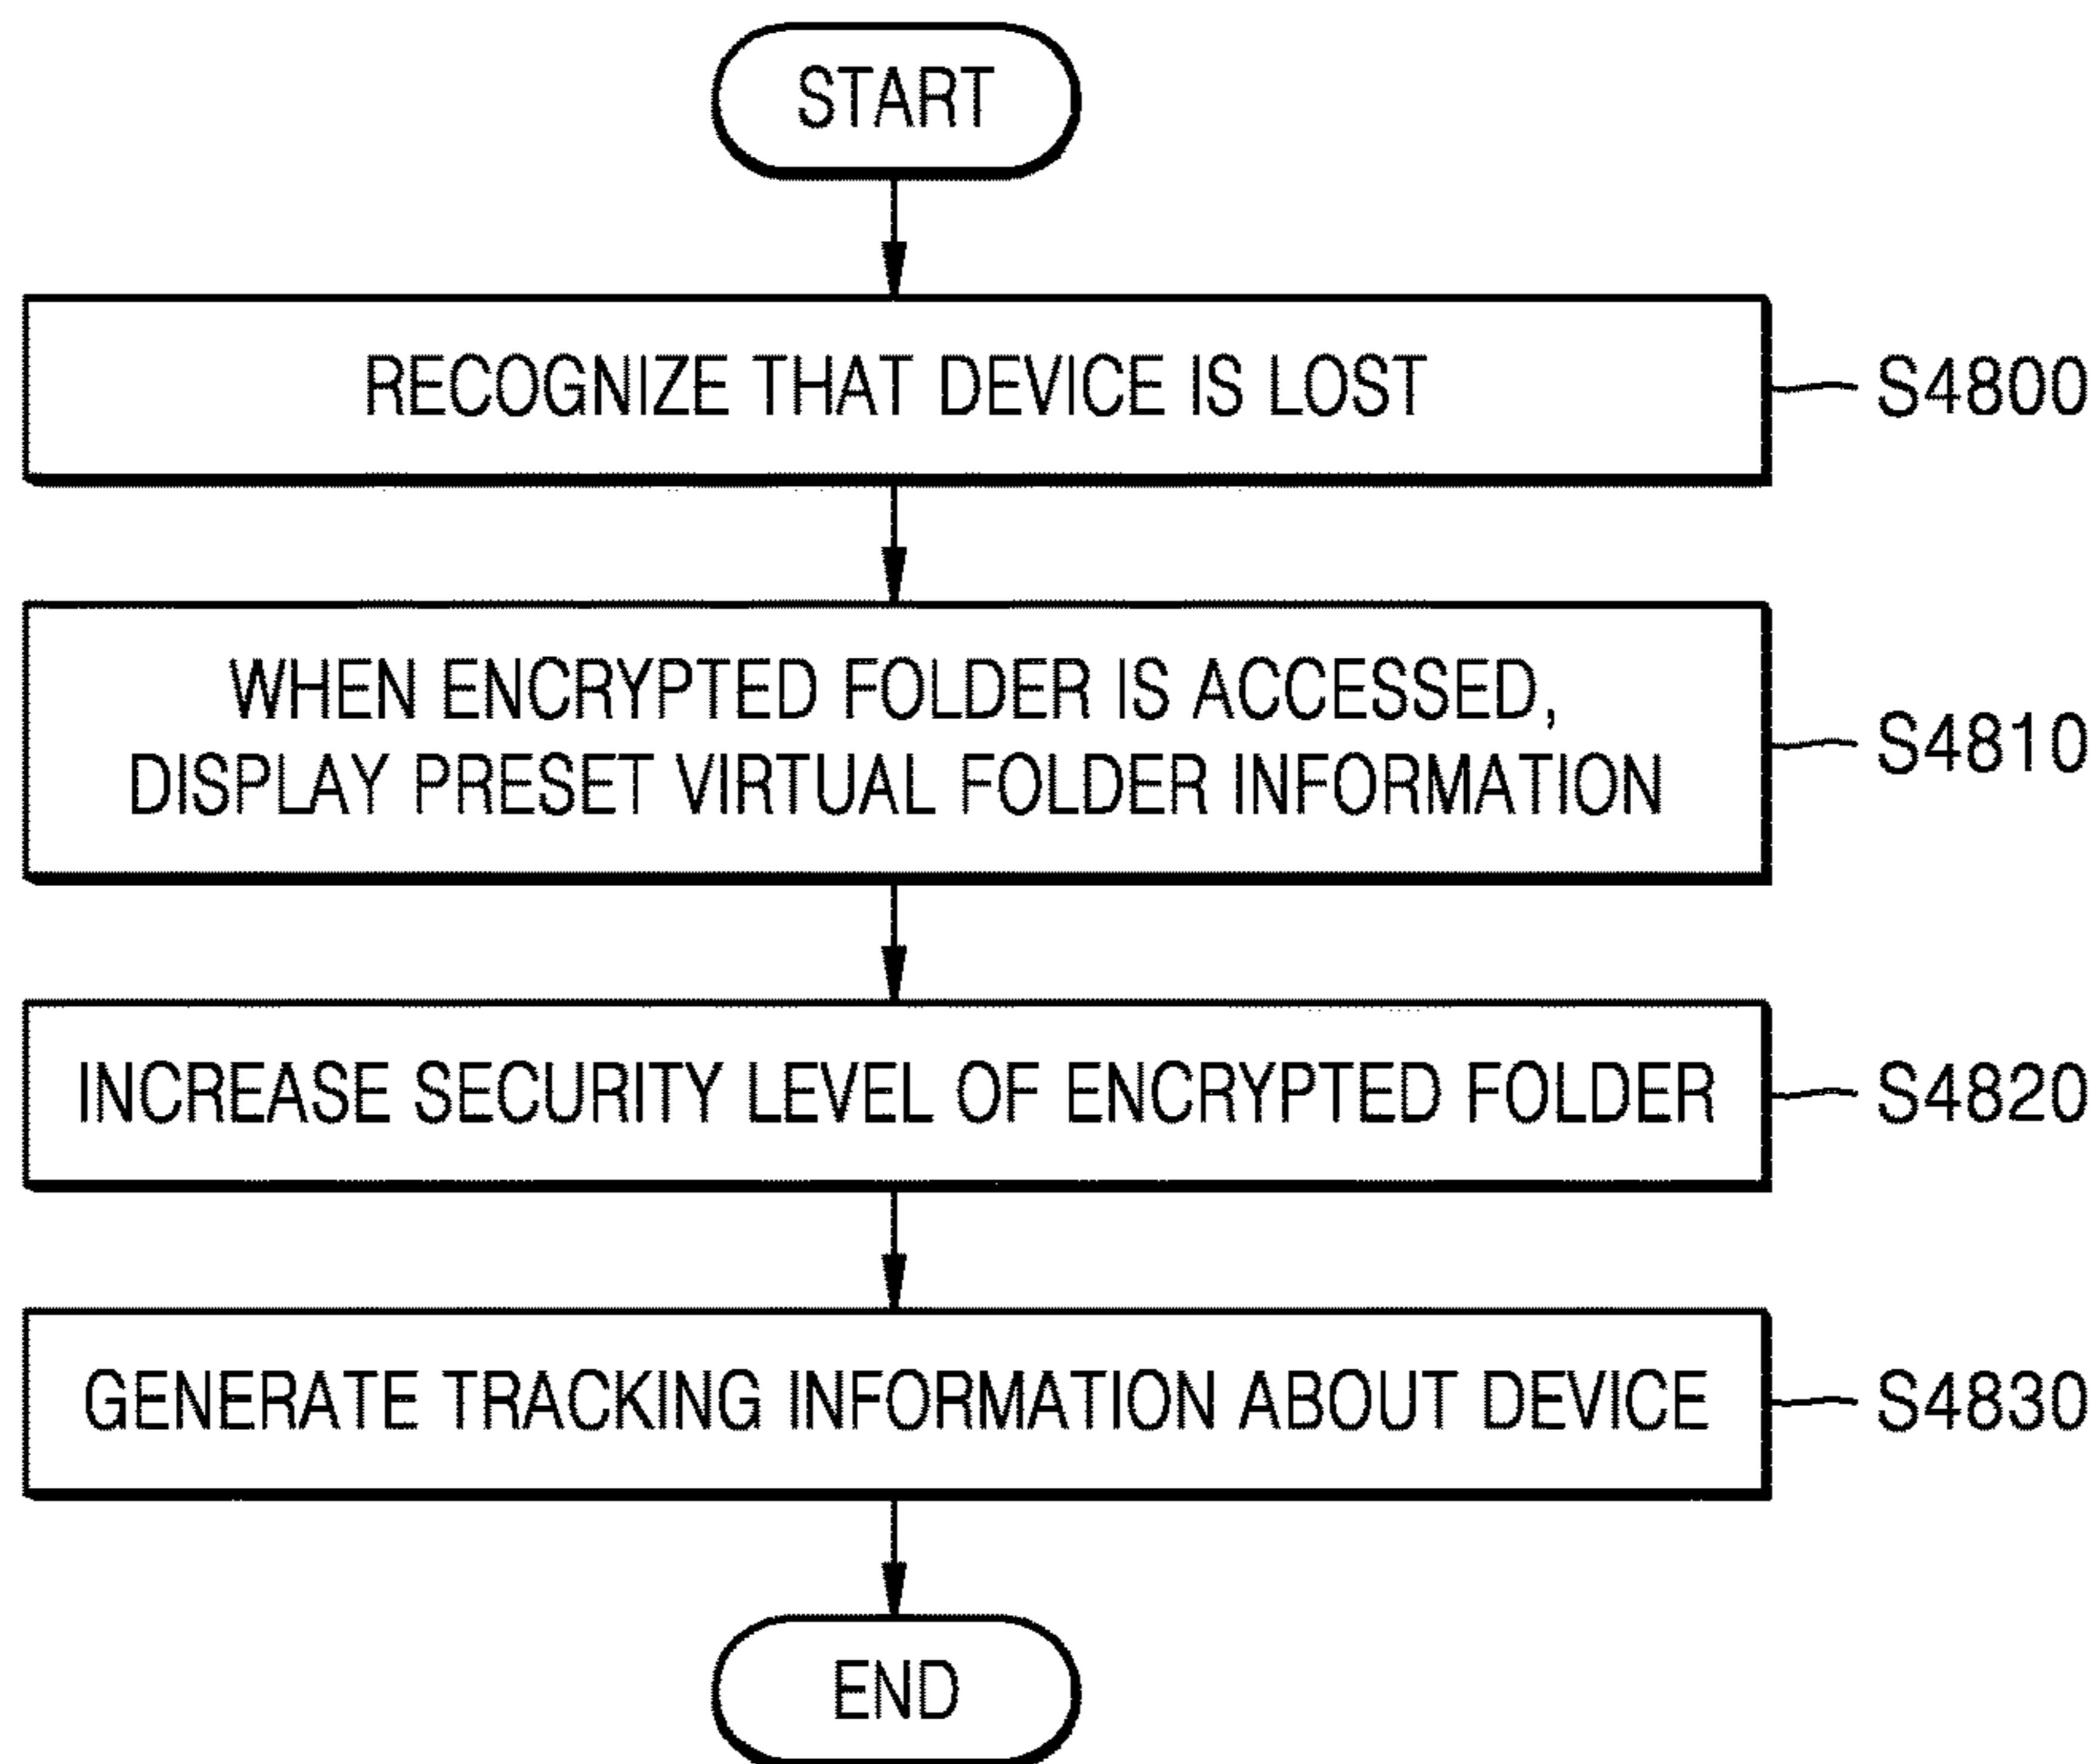 START
RECOGNIZE THAT DEVICE IS LOST
S4800
WHEN ENCRYPTED FOLDER IS ACCESSED,
DISPLAY PRESET VIRTUAL FOLDER INFORMATION
S4810
INCREASE SECURITY LEVEL OF ENCRYPTED FOLDER
S4820
GENERATE TRACKING INFORMATION ABOUT DEVICE
S4830
END